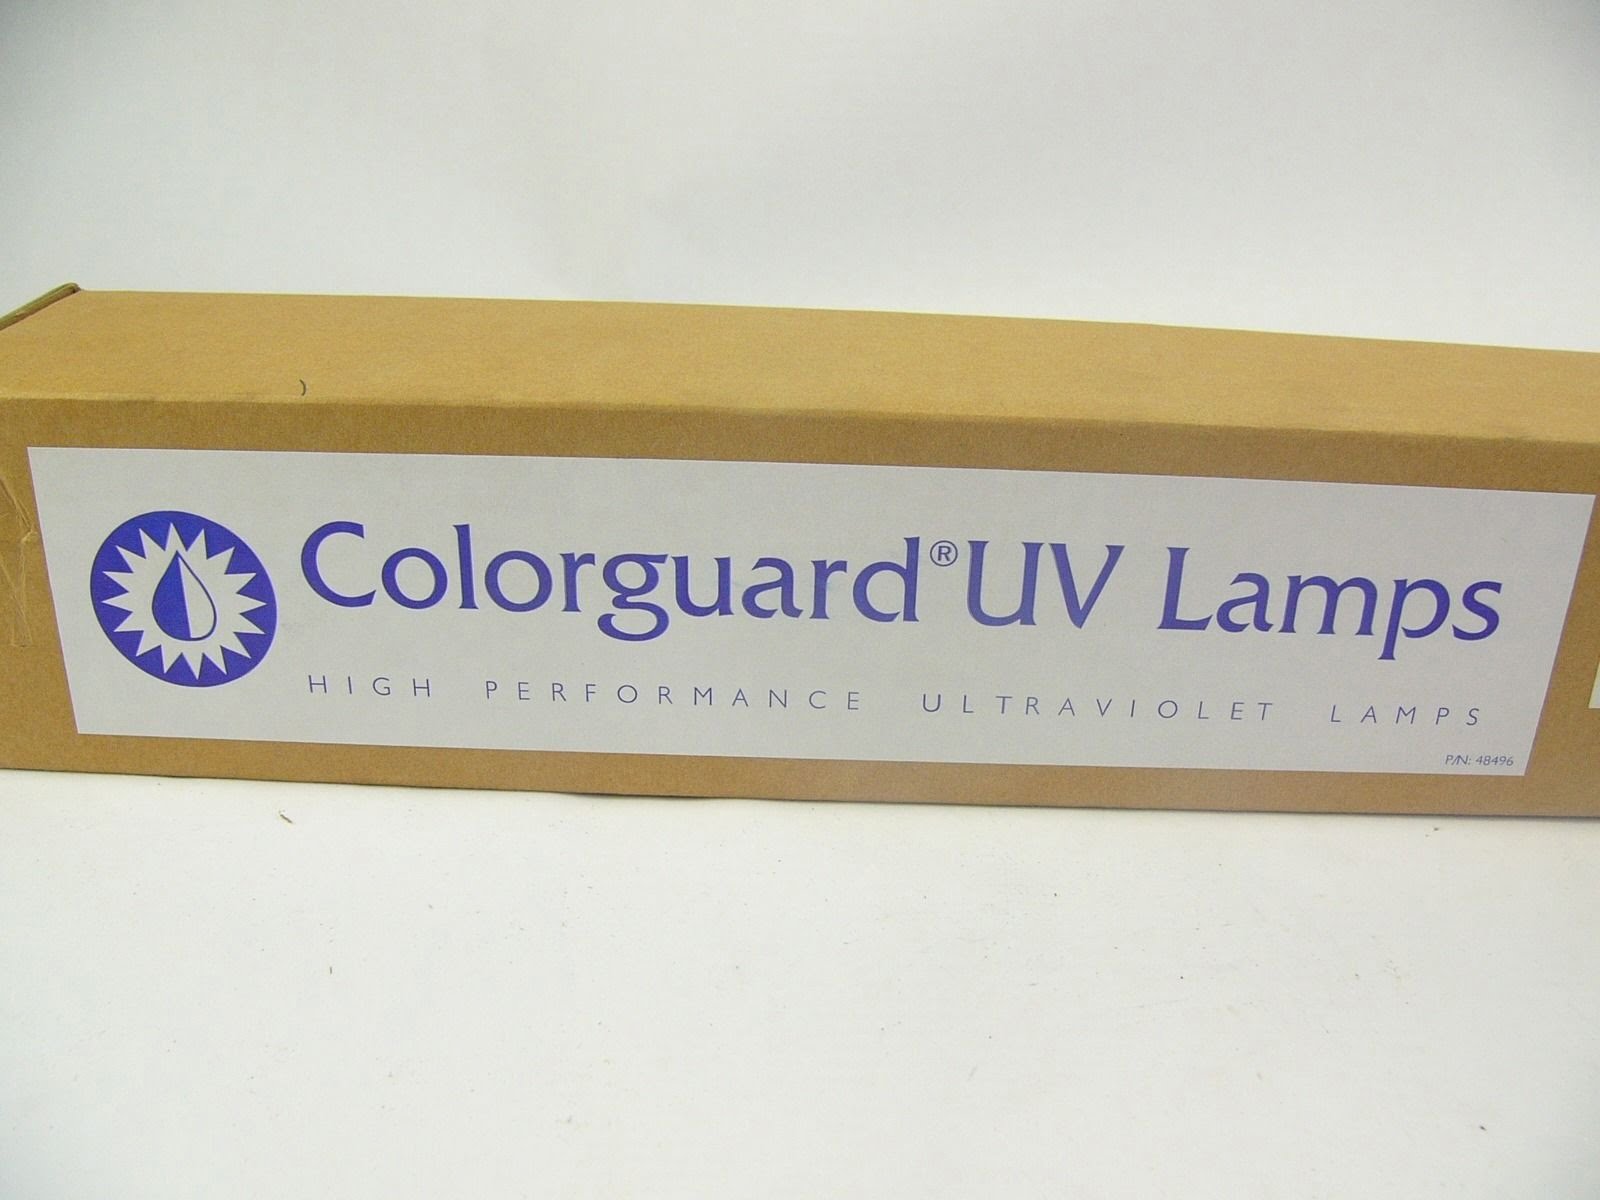 Colorguard® UV Lamps
HIGH PERFORMANCE ULTRAVIOLET LAMPS
P/N: 48496